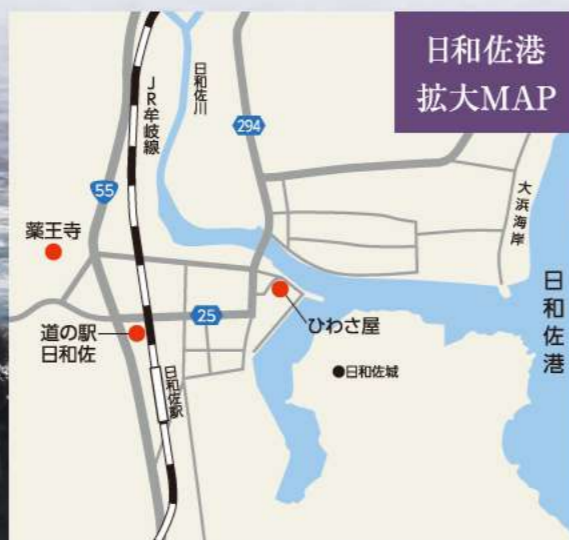 日和佐港
拡大MAP
JR牟岐線
日和佐川
294
55
大浜海岸
薬王寺
日和佐港
25
ひわさ屋
道の駅
日和佐
日和佐城
日和佐駅